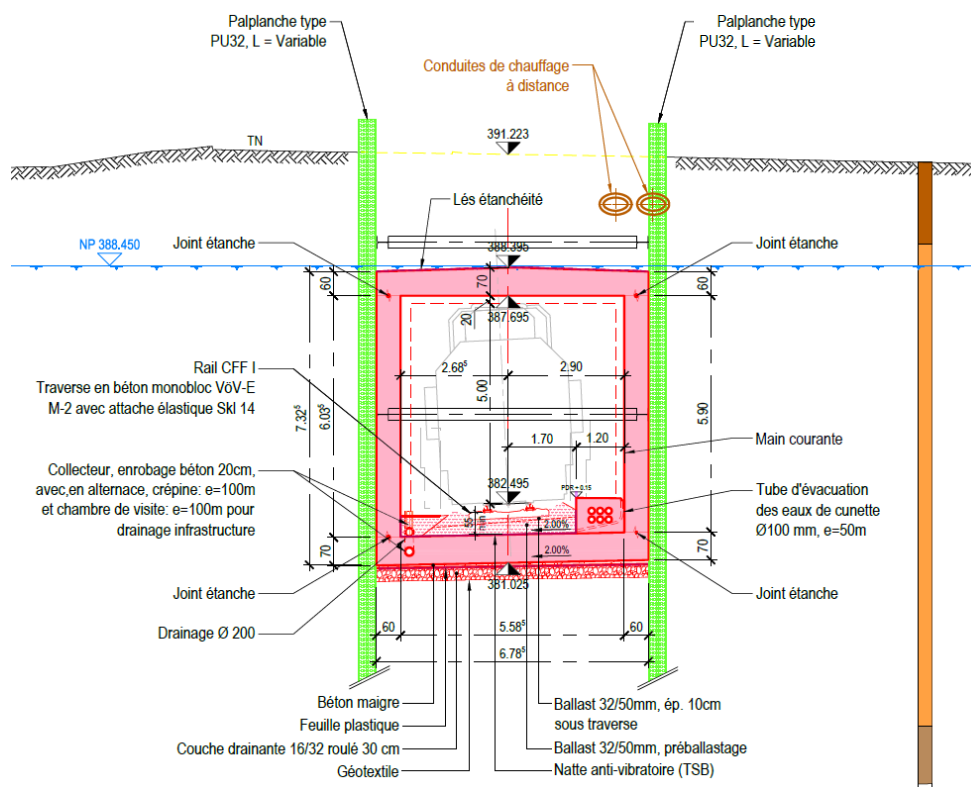 Palplanche type
PU32, L = Variable
Palplanche type
PU32, L = Variable
Conduites de chauffage
à distance
TN
391.223
Lés étanchéité
NP 388.450
Joint étanche
388.395
Joint étanche
60
70
60
20
387.695
Rail CFF I
Traverse en béton monobloc VöV-E
M-2 avec attache élastique Skl 14
2.68⁵
2.90
5.00
7.32⁵
6.03⁵
5.90
1.70
1.20
Main courante
Collecteur, enrobage béton 20cm,
avec,en alternace, crépine: e=100m
et chambre de visite: e=100m pour
drainage infrastructure
382.495
PDR + 0.15
Tube d'évacuation
des eaux de cunette
Ø100 mm, e=50m
55
min
2.00%
2.00%
70
70
Joint étanche
381.025
Joint étanche
Drainage Ø 200
60
5.58⁵
60
6.78⁵
Béton maigre
Feuille plastique
Couche drainante 16/32 roulé 30 cm
Géotextile
Ballast 32/50mm, ép. 10cm
sous traverse
Ballast 32/50mm, préballastage
Natte anti-vibratoire (TSB)